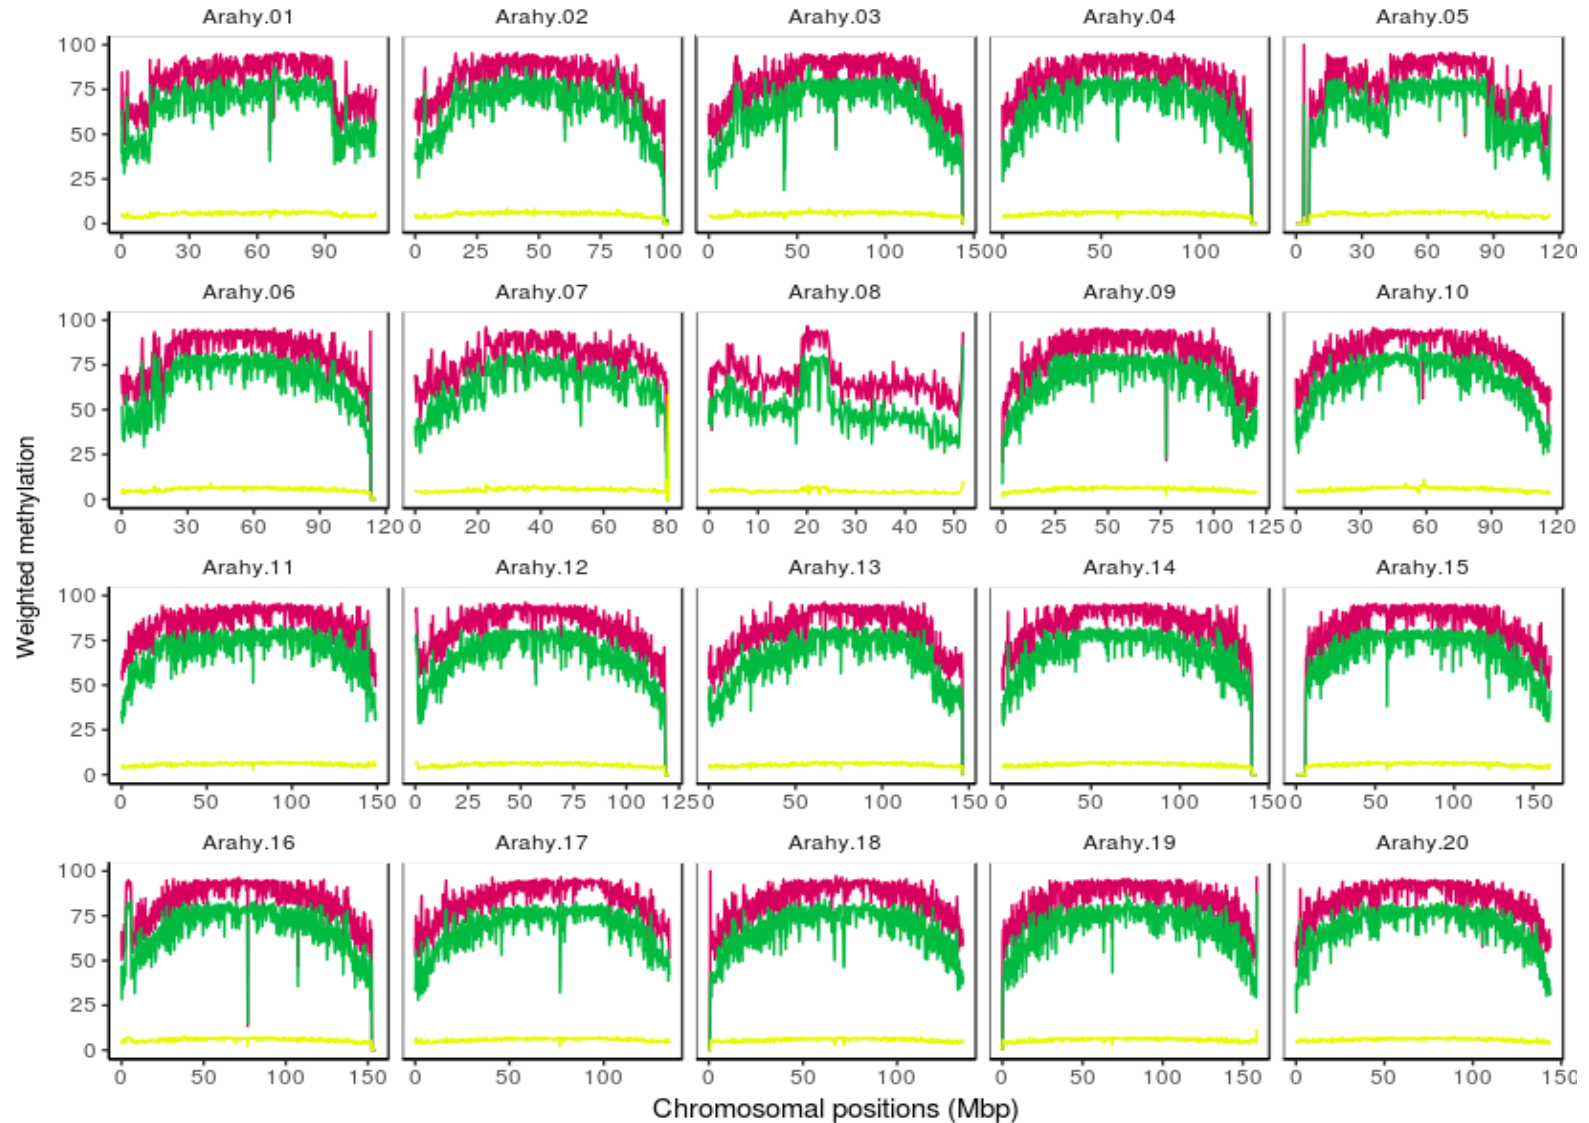 Arahy.01 Arahy.02 Arahy.03 Arahy.04 Arahy.05
100
75
50
25
0
0 30 60 90 0 25 50 75 100 0 50 100 150 0 50 100 0 30 60 90 120
Arahy.06 Arahy.07 Arahy.08 Arahy.09 Arahy.10
100
75
50
25
0
0 30 60 90 120 0 20 40 60 80 0 10 20 30 40 50 0 25 50 75 100 125 0 30 60 90 120
Weighted methylation
Arahy.11 Arahy.12 Arahy.13 Arahy.14 Arahy.15
100
75
50
25
0
0 50 100 150 0 25 50 75 100 125 0 50 100 0 50 100 150 0 50 100 150
Arahy.16 Arahy.17 Arahy.18 Arahy.19 Arahy.20
100
75
50
25
0
0 50 100 150 0 50 100 0 50 100 0 50 100 150 0 50 100 150
Chromosomal positions (Mbp)